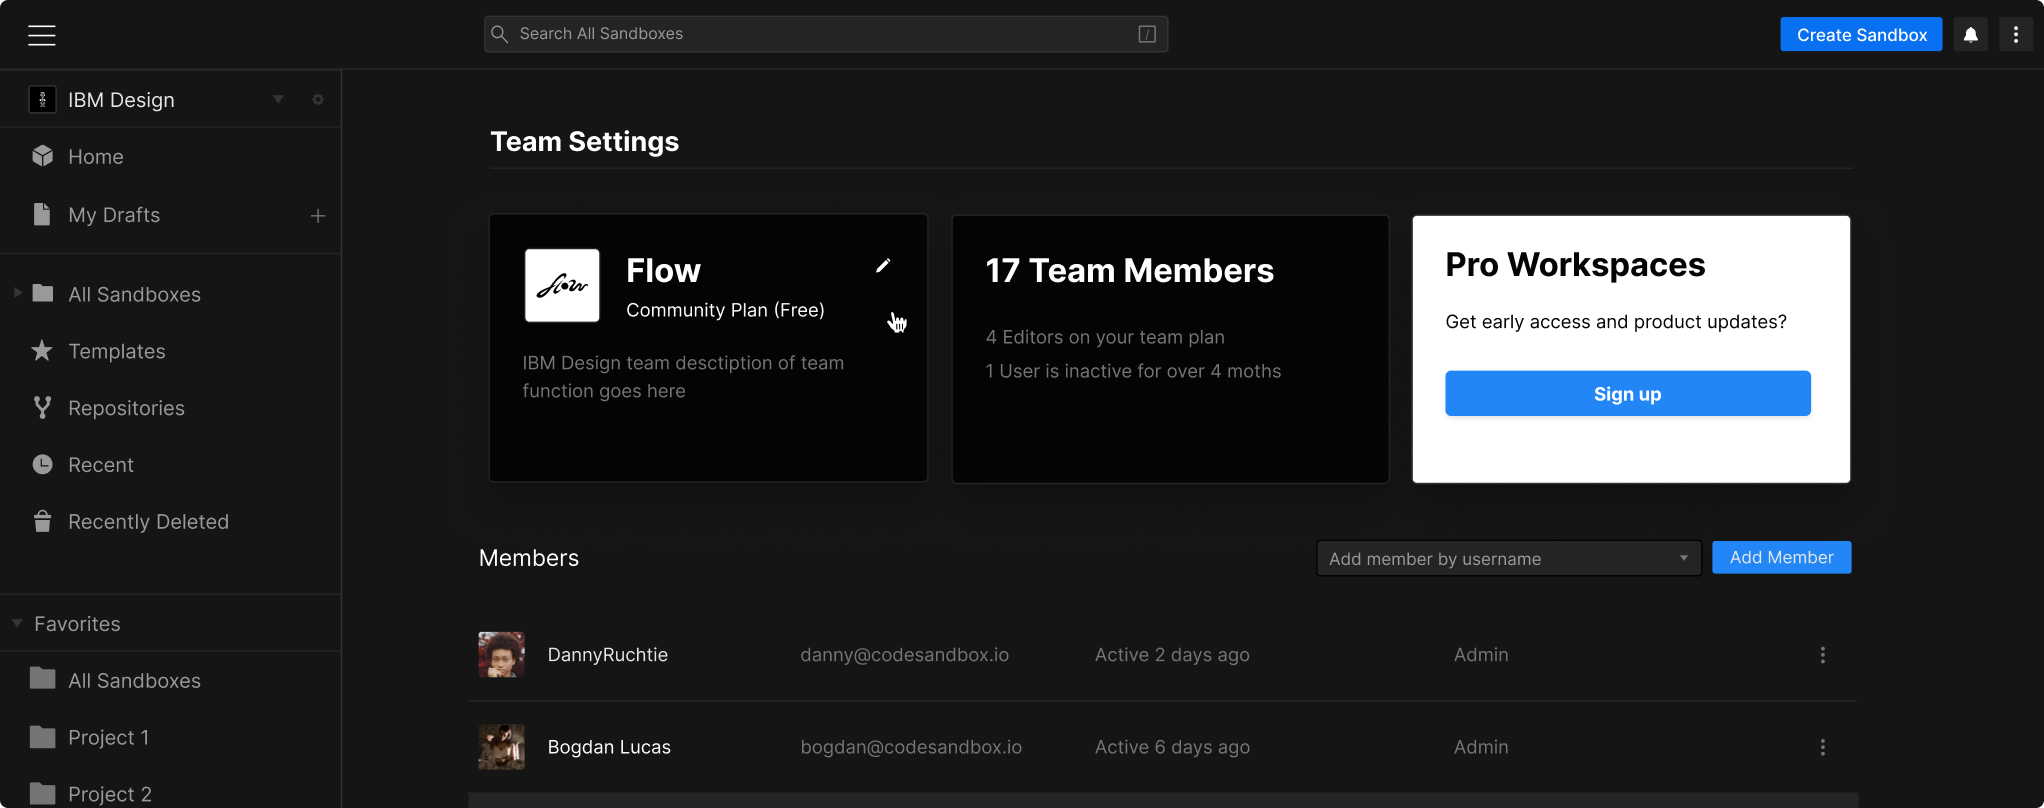 Search All Sandboxes
/
Create Sandbox
IBM Design
Home
My Drafts
All Sandboxes
Templates
Repositories
Recent
Recently Deleted
Favorites
All Sandboxes
Project 1
Project 2
Team Settings
flow
Flow
Community Plan (Free)
IBM Design team desctiption of team
function goes here
17 Team Members
4 Editors on your team plan
1 User is inactive for over 4 moths
Pro Workspaces
Get early access and product updates?
Sign up
Members
Add member by username
Add Member
DannyRuchtie danny@codesandbox.io Active 2 days ago Admin
Bogdan Lucas bogdan@codesandbox.io Active 6 days ago Admin